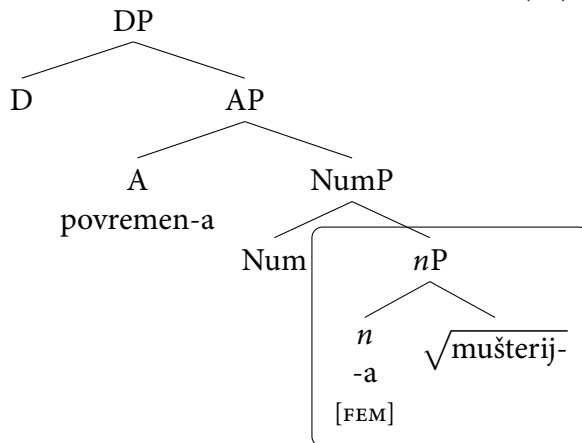 DP
D AP
A NumP
povremen-a
Num nP
n √mušterij-
-a
[FEM]